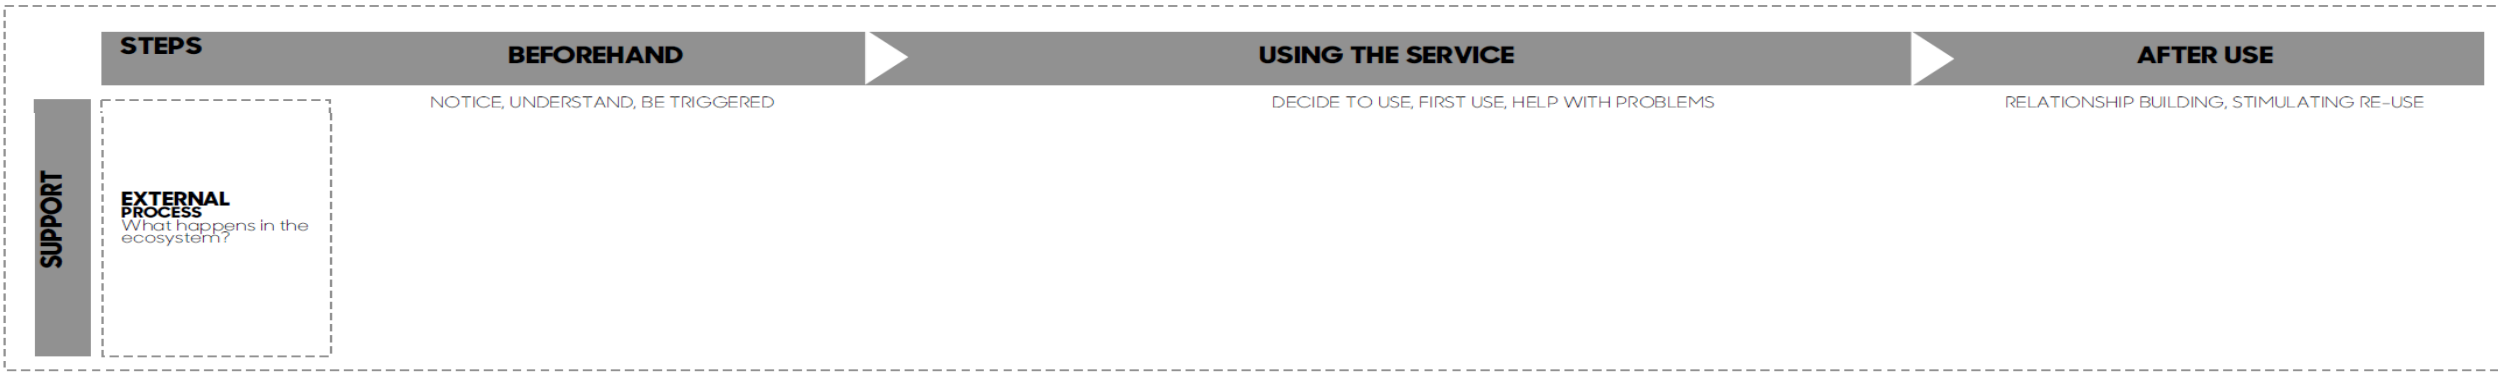 STEPS
BEFOREHAND
USING THE SERVICE
AFTER USE
NOTICE, UNDERSTAND, BE TRIGGERED
DECIDE TO USE, FIRST USE, HELP WITH PROBLEMS
RELATIONSHIP BUILDING, STIMULATING RE-USE
SUPPORT
EXTERNAL
PROCESS
What happens in the
ecosystem?